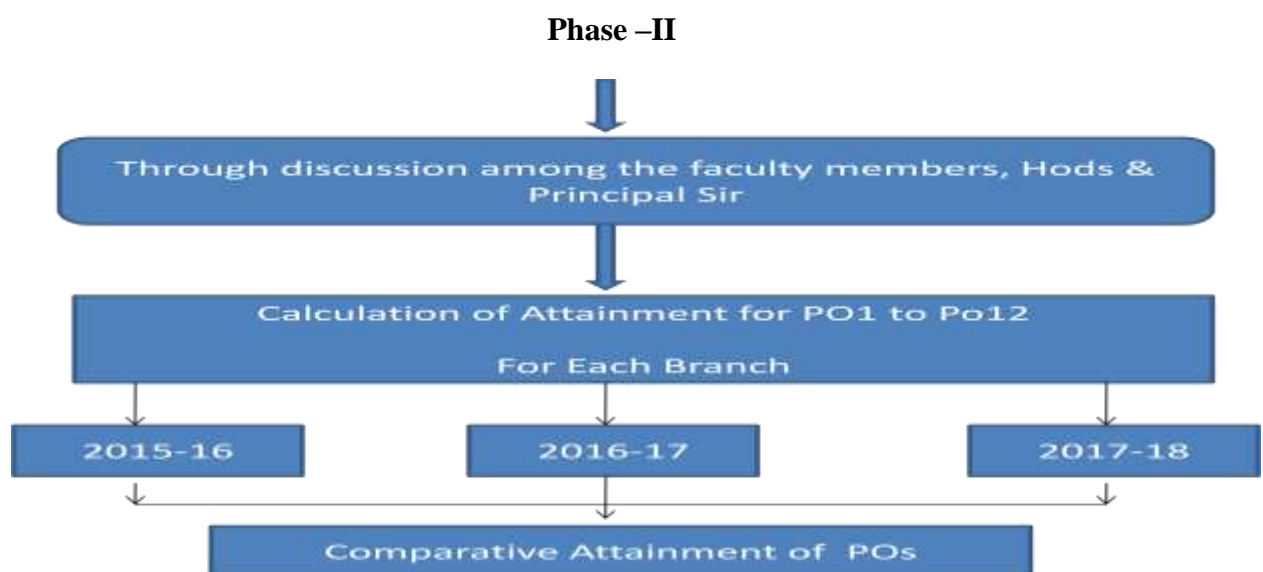 Phase –II
Through discussion among the faculty members, Hods &
Principal Sir
Calculation of Attainment for PO1 to Po12
For Each Branch
2015-16
2016-17
2017-18
Comparative Attainment of POs